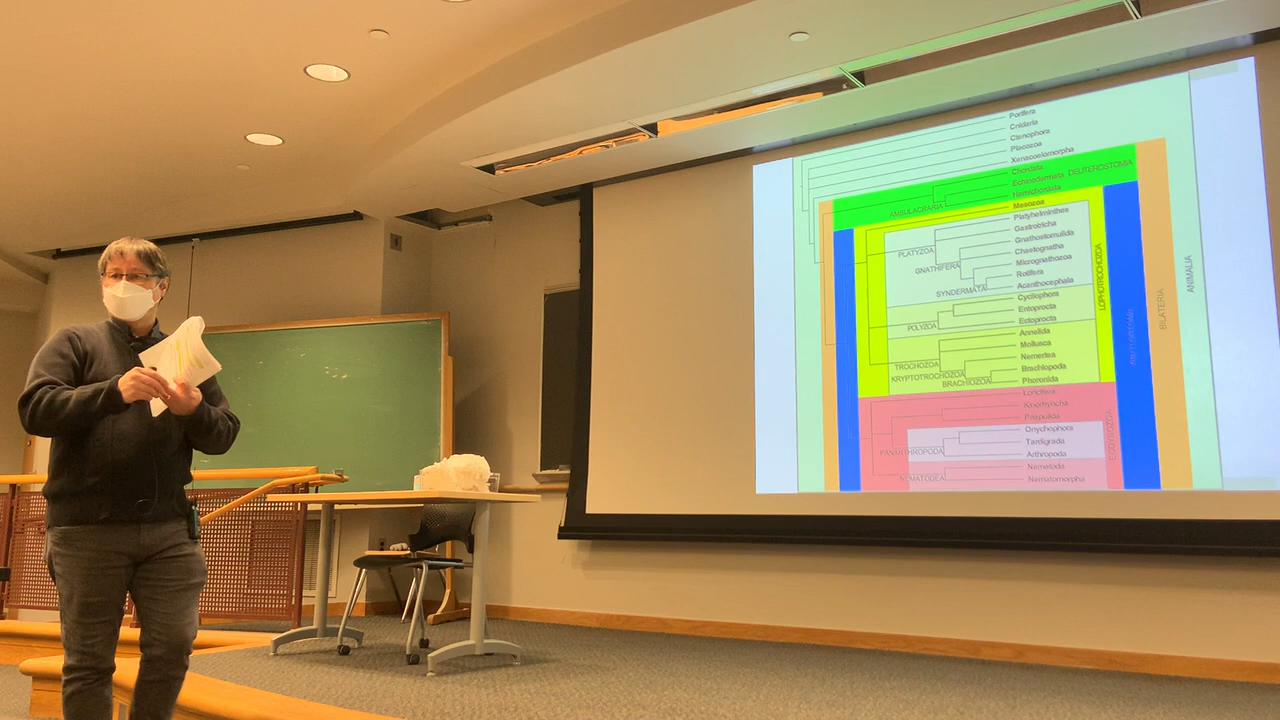 Porifera
Cnidaria
Ctenophora
Placozoa
Xenacoelomorpha
Chordata
Echinodermata
Hemichordata
DEUTEROSTOMIA
AMBULACRARIA
Mesozoa
Platyhelminthes
Gastrotricha
PLATYZOA
Gnathostomulida
Chaetognatha
GNATHIFERA
Micrognathozoa
Rotifera
SYNDERMATA
Acanthocephala
Cycliophora
Entoprocta
POLYZOA
Ectoprocta
Annelida
Mollusca
TROCHOZOA
Nemertea
KRYPTOTROCHOZOA
Brachiopoda
BRACHIOZOA
Phoronida
LOPHOTROCHOZOA
Loricifera
Kinorhyncha
Priapulida
Onychophora
PANARTHROPODA
Tardigrada
Arthropoda
Nematoda
NEMATOIDEA
Nematomorpha
ECDYSOZOA
BILATERIA
ANIMALIA